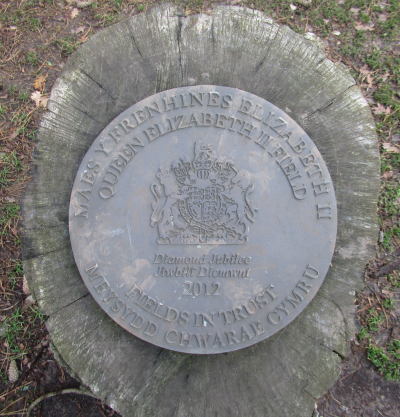 MAES Y FRENHINES ELIZABETH II
QUEEN ELIZABETH II FIELD
Diamond Jubilee
Jiwbilî Diemwnt
2012
FIELDS IN TRUST
MEYSYDD CHWARAE CYMRU